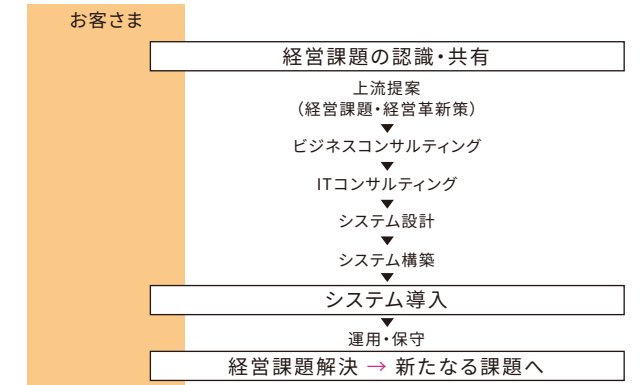 お客さま
経営課題の認識・共有
上流提案
（経営課題・経営革新策）
▼
ビジネスコンサルティング
▼
ITコンサルティング
▼
システム設計
▼
システム構築
▼
システム導入
▼
運用・保守
経営課題解決 → 新たなる課題へ